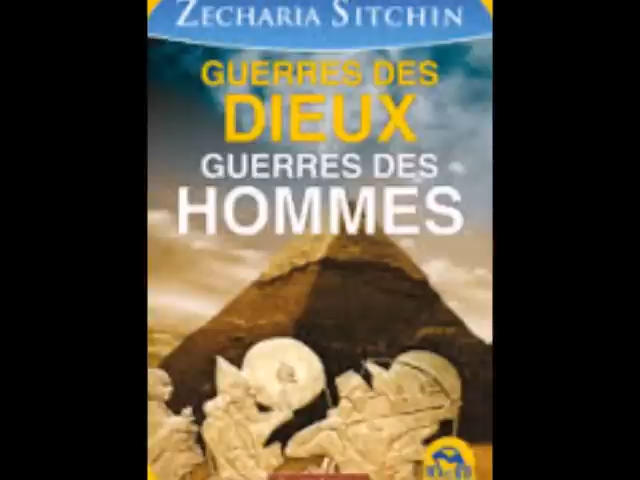 ZECHARIA SITCHIN
GUERRES DES
DIEUX
GUERRES DES
HOMMES